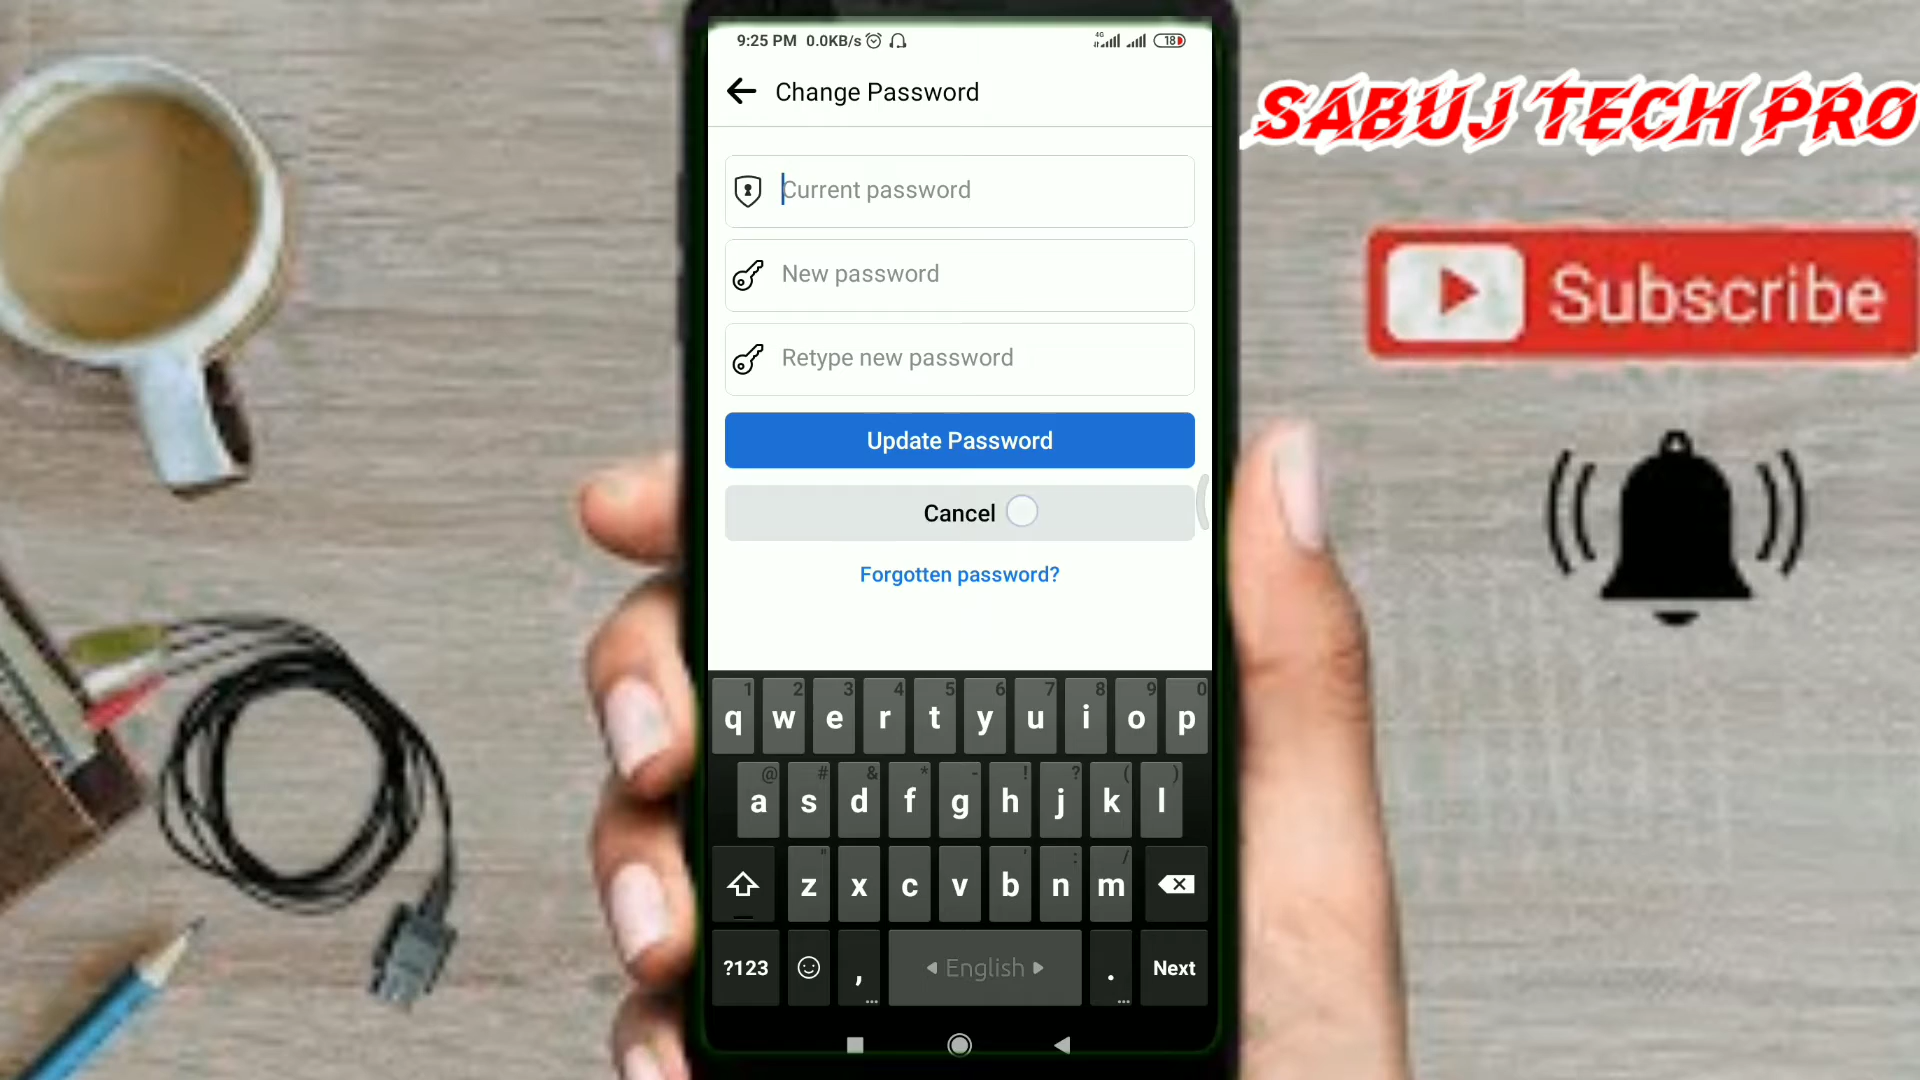 9:25 PM 0.0KB/s 4G 18
Change Password
Current password
New password
Retype new password
Update Password
Cancel
Forgotten password?
1 2 3 4 5 6 7 8 9 0
q w e r t y u i o p
@ # & * - ! ? ( )
a s d f g h j k l
" ' : /
z x c v b n m
?123 , English . Next
SABUJ TECH PRO
Subscribe